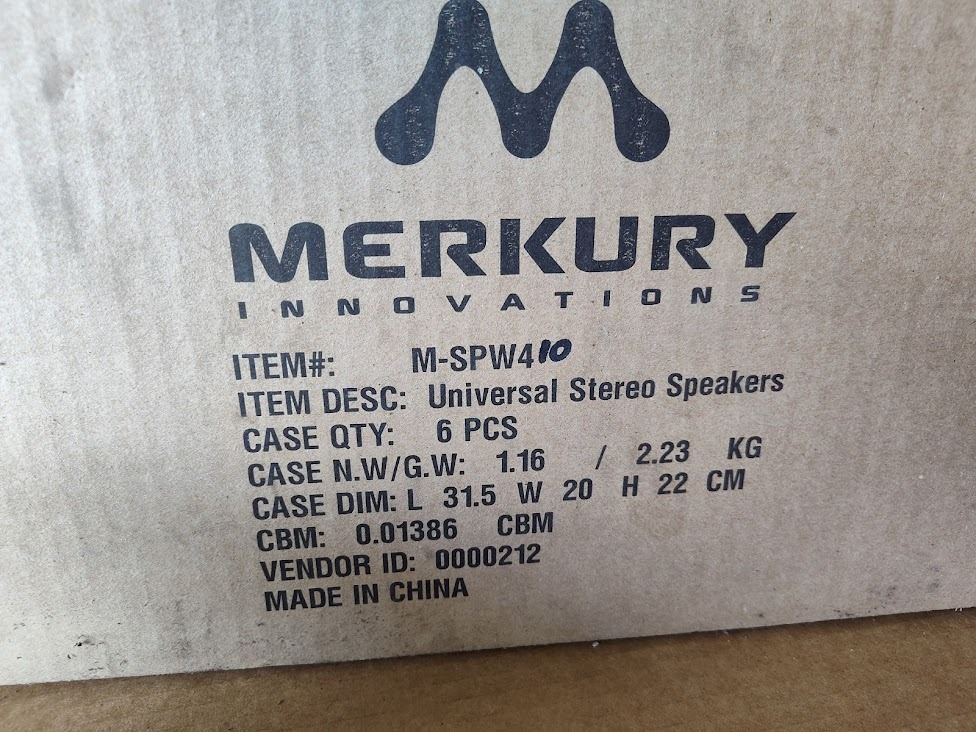 MERKURY
INNOVATIONS
ITEM#: M-SPW410
ITEM DESC: Universal Stereo Speakers
CASE QTY: 6 PCS
CASE N.W/G.W: 1.16 / 2.23 KG
CASE DIM: L 31.5 W 20 H 22 CM
CBM: 0.01386 CBM
VENDOR ID: 0000212
MADE IN CHINA